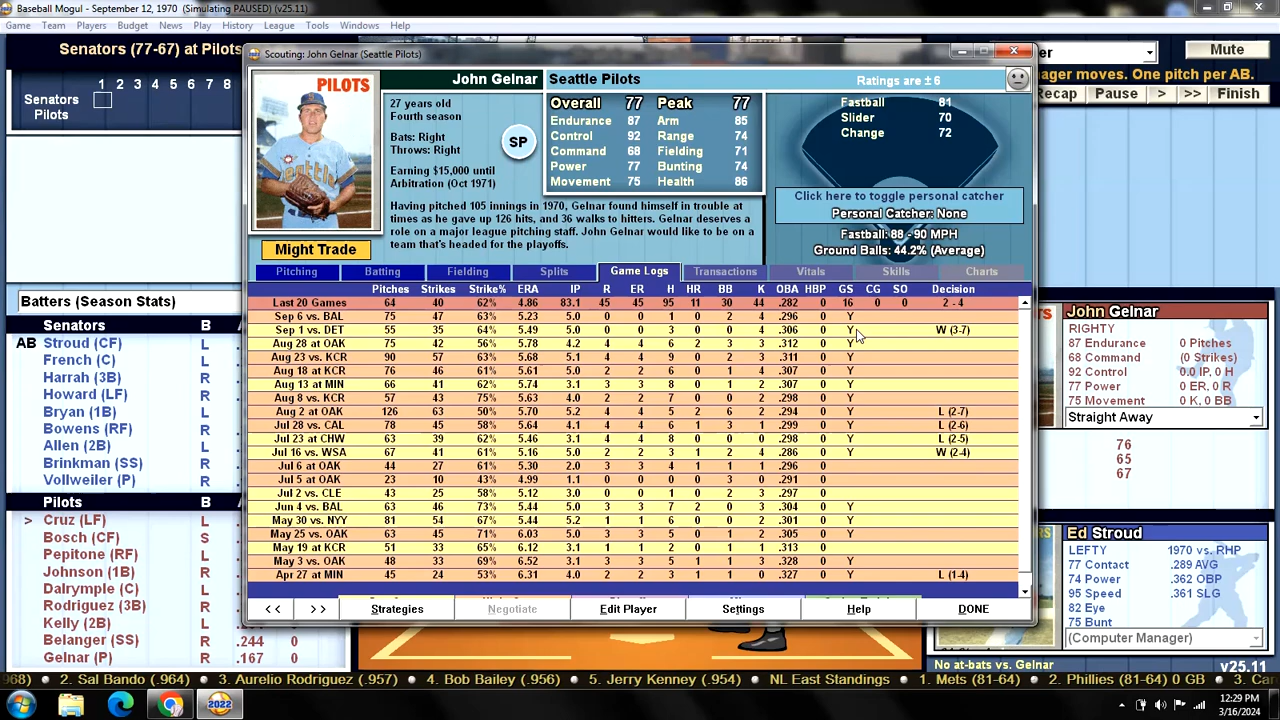 Baseball Mogul - September 12, 1970 (Simulating PAUSED) (v25.11)
Game Team Players Budget News Play History League Tools Windows Help
Senators (77-67) at Pilots
Mute
1 2 3 4 5 6 7 8
Senators
Pilots
ager moves. One pitch per AB.
Recap Pause > >> Finish
Scouting: John Gelnar (Seattle Pilots)
PILOTS
John Gelnar
27 years old
Fourth season
Bats: Right
Throws: Right
Earning $15,000 until
Arbitration (Oct 1971)
SP
Seattle Pilots
Ratings are ± 6
Overall 77 Peak 77
Endurance 87 Arm 85
Control 92 Range 74
Command 68 Fielding 71
Power 77 Bunting 74
Movement 75 Health 86
Fastball 81
Slider 70
Change 72
Click here to toggle personal catcher
Personal Catcher: None
Fastball: 88 - 90 MPH
Ground Balls: 44.2% (Average)
Having pitched 105 innings in 1970, Gelnar found himself in trouble at
times as he gave up 126 hits, and 36 walks to hitters. Gelnar deserves a
role on a major league pitching staff. John Gelnar would like to be on a
team that's headed for the playoffs.
Might Trade
Pitching Batting Fielding Splits Game Logs Transactions Vitals Skills Charts
Pitches Strikes Strike% ERA IP R ER H HR BB K OBA HBP GS CG SO Decision
Last 20 Games 64 40 62% 4.86 83.1 45 45 95 11 30 44 .282 0 16 0 0 2 - 4
Sep 6 vs. BAL 75 47 63% 5.23 5.0 0 0 1 0 2 4 .296 0 Y
Sep 1 vs. DET 55 35 64% 5.49 5.0 0 0 3 0 0 4 .306 0 Y W (3-7)
Aug 28 at OAK 75 42 56% 5.78 4.2 4 4 6 2 3 3 .312 0 Y
Aug 23 vs. KCR 90 57 63% 5.68 5.1 4 4 9 0 2 3 .311 0 Y
Aug 18 at KCR 76 46 61% 5.61 5.0 2 2 6 0 1 3 .307 0 Y
Aug 13 at MIN 66 41 62% 5.74 3.1 3 3 8 0 1 2 .307 0 Y
Aug 8 vs. KCR 57 43 75% 5.63 4.0 2 2 7 0 0 2 .298 0 Y
Aug 2 at OAK 126 63 50% 5.70 5.2 4 4 5 2 6 2 .294 0 Y L (2-7)
Jul 28 vs. CAL 78 45 58% 5.64 4.1 4 4 6 1 3 1 .299 0 Y L (2-6)
Jul 23 at CHW 63 39 62% 5.46 3.1 4 4 8 0 0 0 .298 0 Y L (2-5)
Jul 16 vs. WSA 67 41 61% 5.16 5.0 2 2 3 1 2 4 .286 0 Y W (2-4)
Jul 6 at OAK 44 27 61% 5.30 2.0 3 3 4 1 1 1 .296 0
Jul 5 at OAK 23 10 43% 4.99 1.1 0 0 0 0 3 0 .291 0
Jul 2 vs. CLE 43 25 58% 5.12 3.0 0 0 1 0 2 2 .297 0
Jun 4 vs. BAL 63 46 73% 5.44 5.0 3 3 7 2 0 3 .304 0 Y
May 30 vs. NYY 81 54 67% 5.44 5.2 1 1 6 0 0 2 .301 0 Y
May 25 vs. OAK 63 45 71% 6.03 5.0 3 3 5 0 1 2 .305 0 Y
May 19 at KCR 51 33 65% 6.12 3.1 1 1 2 0 1 3 .313 0
May 3 vs. OAK 48 33 69% 6.52 3.1 3 3 5 1 1 1 .328 0 Y
Apr 27 at MIN 45 24 53% 6.31 4.0 2 2 3 1 1 0 .327 0 Y L (1-4)
<< >> Strategies Negotiate Edit Player Settings Help DONE
Batters (Season Stats)
Senators B
AB Stroud (CF) L
French (C) L
Harrah (3B) R
Howard (LF) R
Bryan (1B) L
Bowens (RF) R
Allen (2B) L
Brinkman (SS) R
Vollweiler (P) R
Pilots B
> Cruz (LF) L
Bosch (CF) S
Pepitone (RF) L
Johnson (1B) R
Dalrymple (C) L
Rodriguez (3B) R
Kelly (2B) L
Belanger (SS) R .244 0
Gelnar (P) R .167 0
John Gelnar
RIGHTY
87 Endurance 0 Pitches
68 Command (0 Strikes)
92 Control 0.0 IP, 0 H
77 Power 0 ER, 0 R
75 Movement 0 K, 0 BB
Straight Away
76
65
67
Ed Stroud
LEFTY 1970 vs. RHP
77 Contact .289 AVG
74 Power .362 OBP
95 Speed .361 SLG
82 Eye
75 Bunt
(Computer Manager)
No at-bats vs. Gelnar
v25.11
968) 2. Sal Bando (.964) 3. Aurelio Rodriguez (.957) 4. Bob Bailey (.956) 5. Jerry Kenney (.954) NL East Standings 1. Mets (81-64) 0 GB 2. Phillies (81-64) 0 GB 3. Car
2022
12:29 PM
3/16/2024